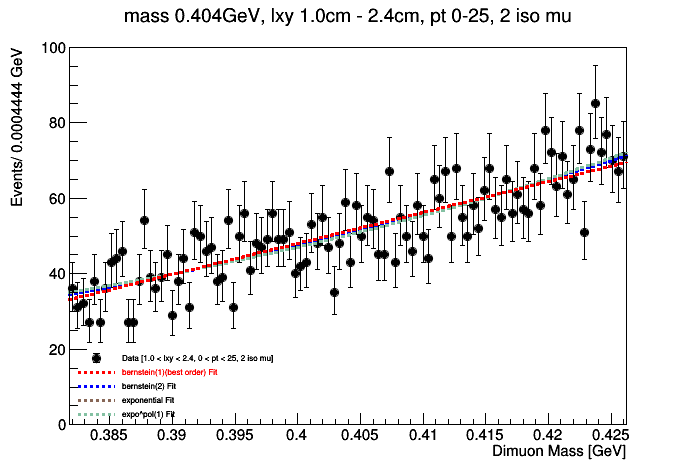 mass 0.404GeV, lxy 1.0cm - 2.4cm, pt 0-25, 2 iso mu
Events/ 0.0004444 GeV
100
80
60
40
20
0
Data [1.0 < lxy < 2.4, 0 < pt < 25, 2 iso mu]
bernstein(1)(best order) Fit
bernstein(2) Fit
exponential Fit
expo*pol(1) Fit
0.385 0.39 0.395 0.4 0.405 0.41 0.415 0.42 0.425
Dimuon Mass [GeV]